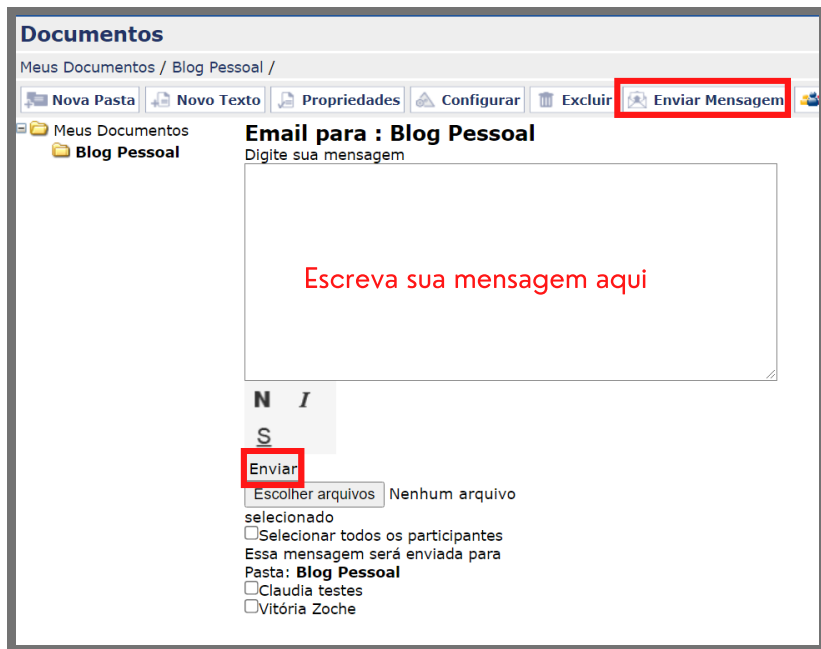 Documentos
Meus Documentos / Blog Pessoal /
Nova Pasta Novo Texto Propriedades Configurar Excluir Enviar Mensagem
Meus Documentos
Blog Pessoal
Email para : Blog Pessoal
Digite sua mensagem
Escreva sua mensagem aqui
N I
S
Enviar
Escolher arquivos Nenhum arquivo
selecionado
Selecionar todos os participantes
Essa mensagem será enviada para
Pasta: Blog Pessoal
Claudia testes
Vitória Zoche